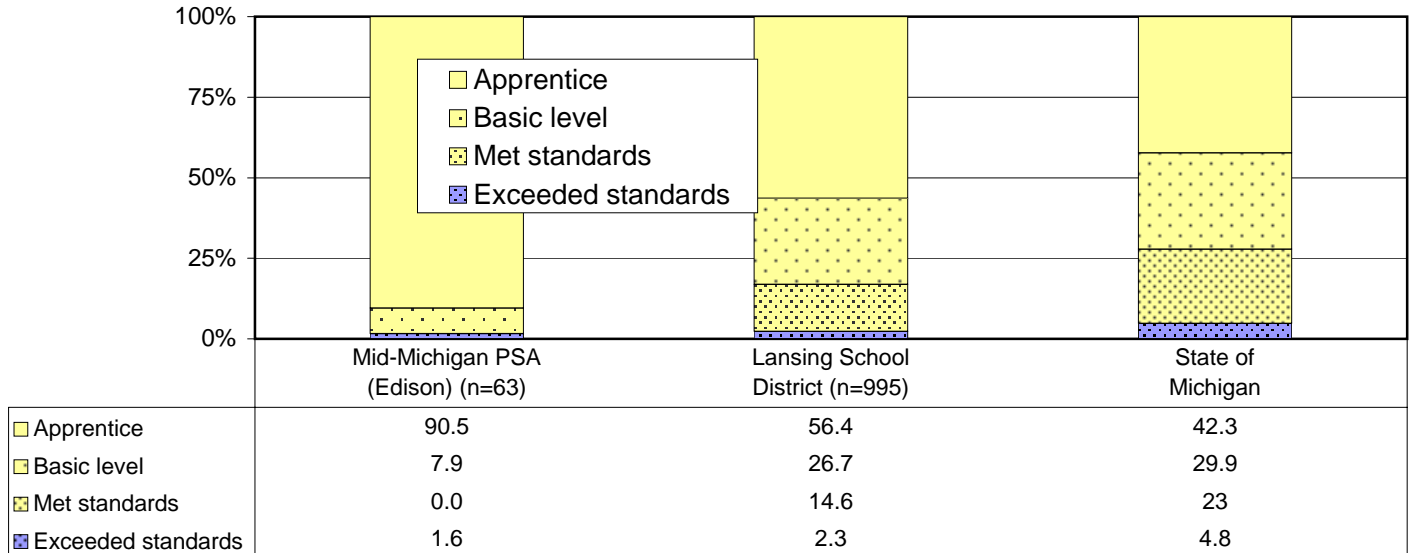 100%
75%
50%
25%
0%
Apprentice
Basic level
Met standards
Exceeded standards
Mid-Michigan PSA
(Edison) (n=63)
Lansing School
District (n=995)
State of
Michigan
Apprentice 90.5 56.4 42.3
Basic level 7.9 26.7 29.9
Met standards 0.0 14.6 23
Exceeded standards 1.6 2.3 4.8